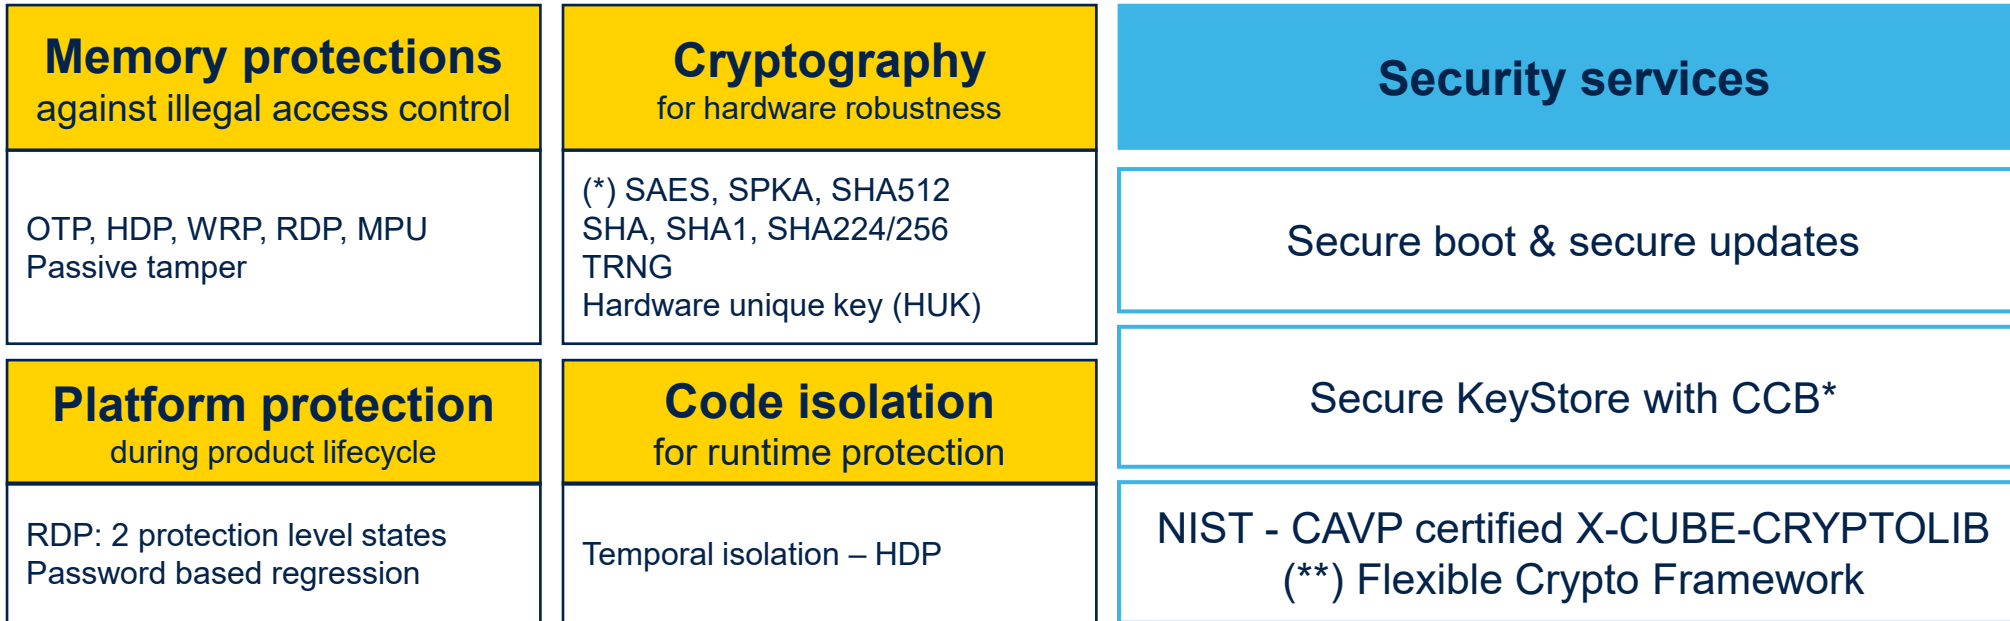 Memory protections
against illegal access control
OTP, HDP, WRP, RDP, MPU
Passive tamper
Cryptography
for hardware robustness
(*) SAES, SPKA, SHA512
SHA, SHA1, SHA224/256
TRNG
Hardware unique key (HUK)
Platform protection
during product lifecycle
RDP: 2 protection level states
Password based regression
Code isolation
for runtime protection
Temporal isolation – HDP
Security services
Secure boot & secure updates
Secure KeyStore with CCB*
NIST - CAVP certified X-CUBE-CRYPTOLIB
(**) Flexible Crypto Framework